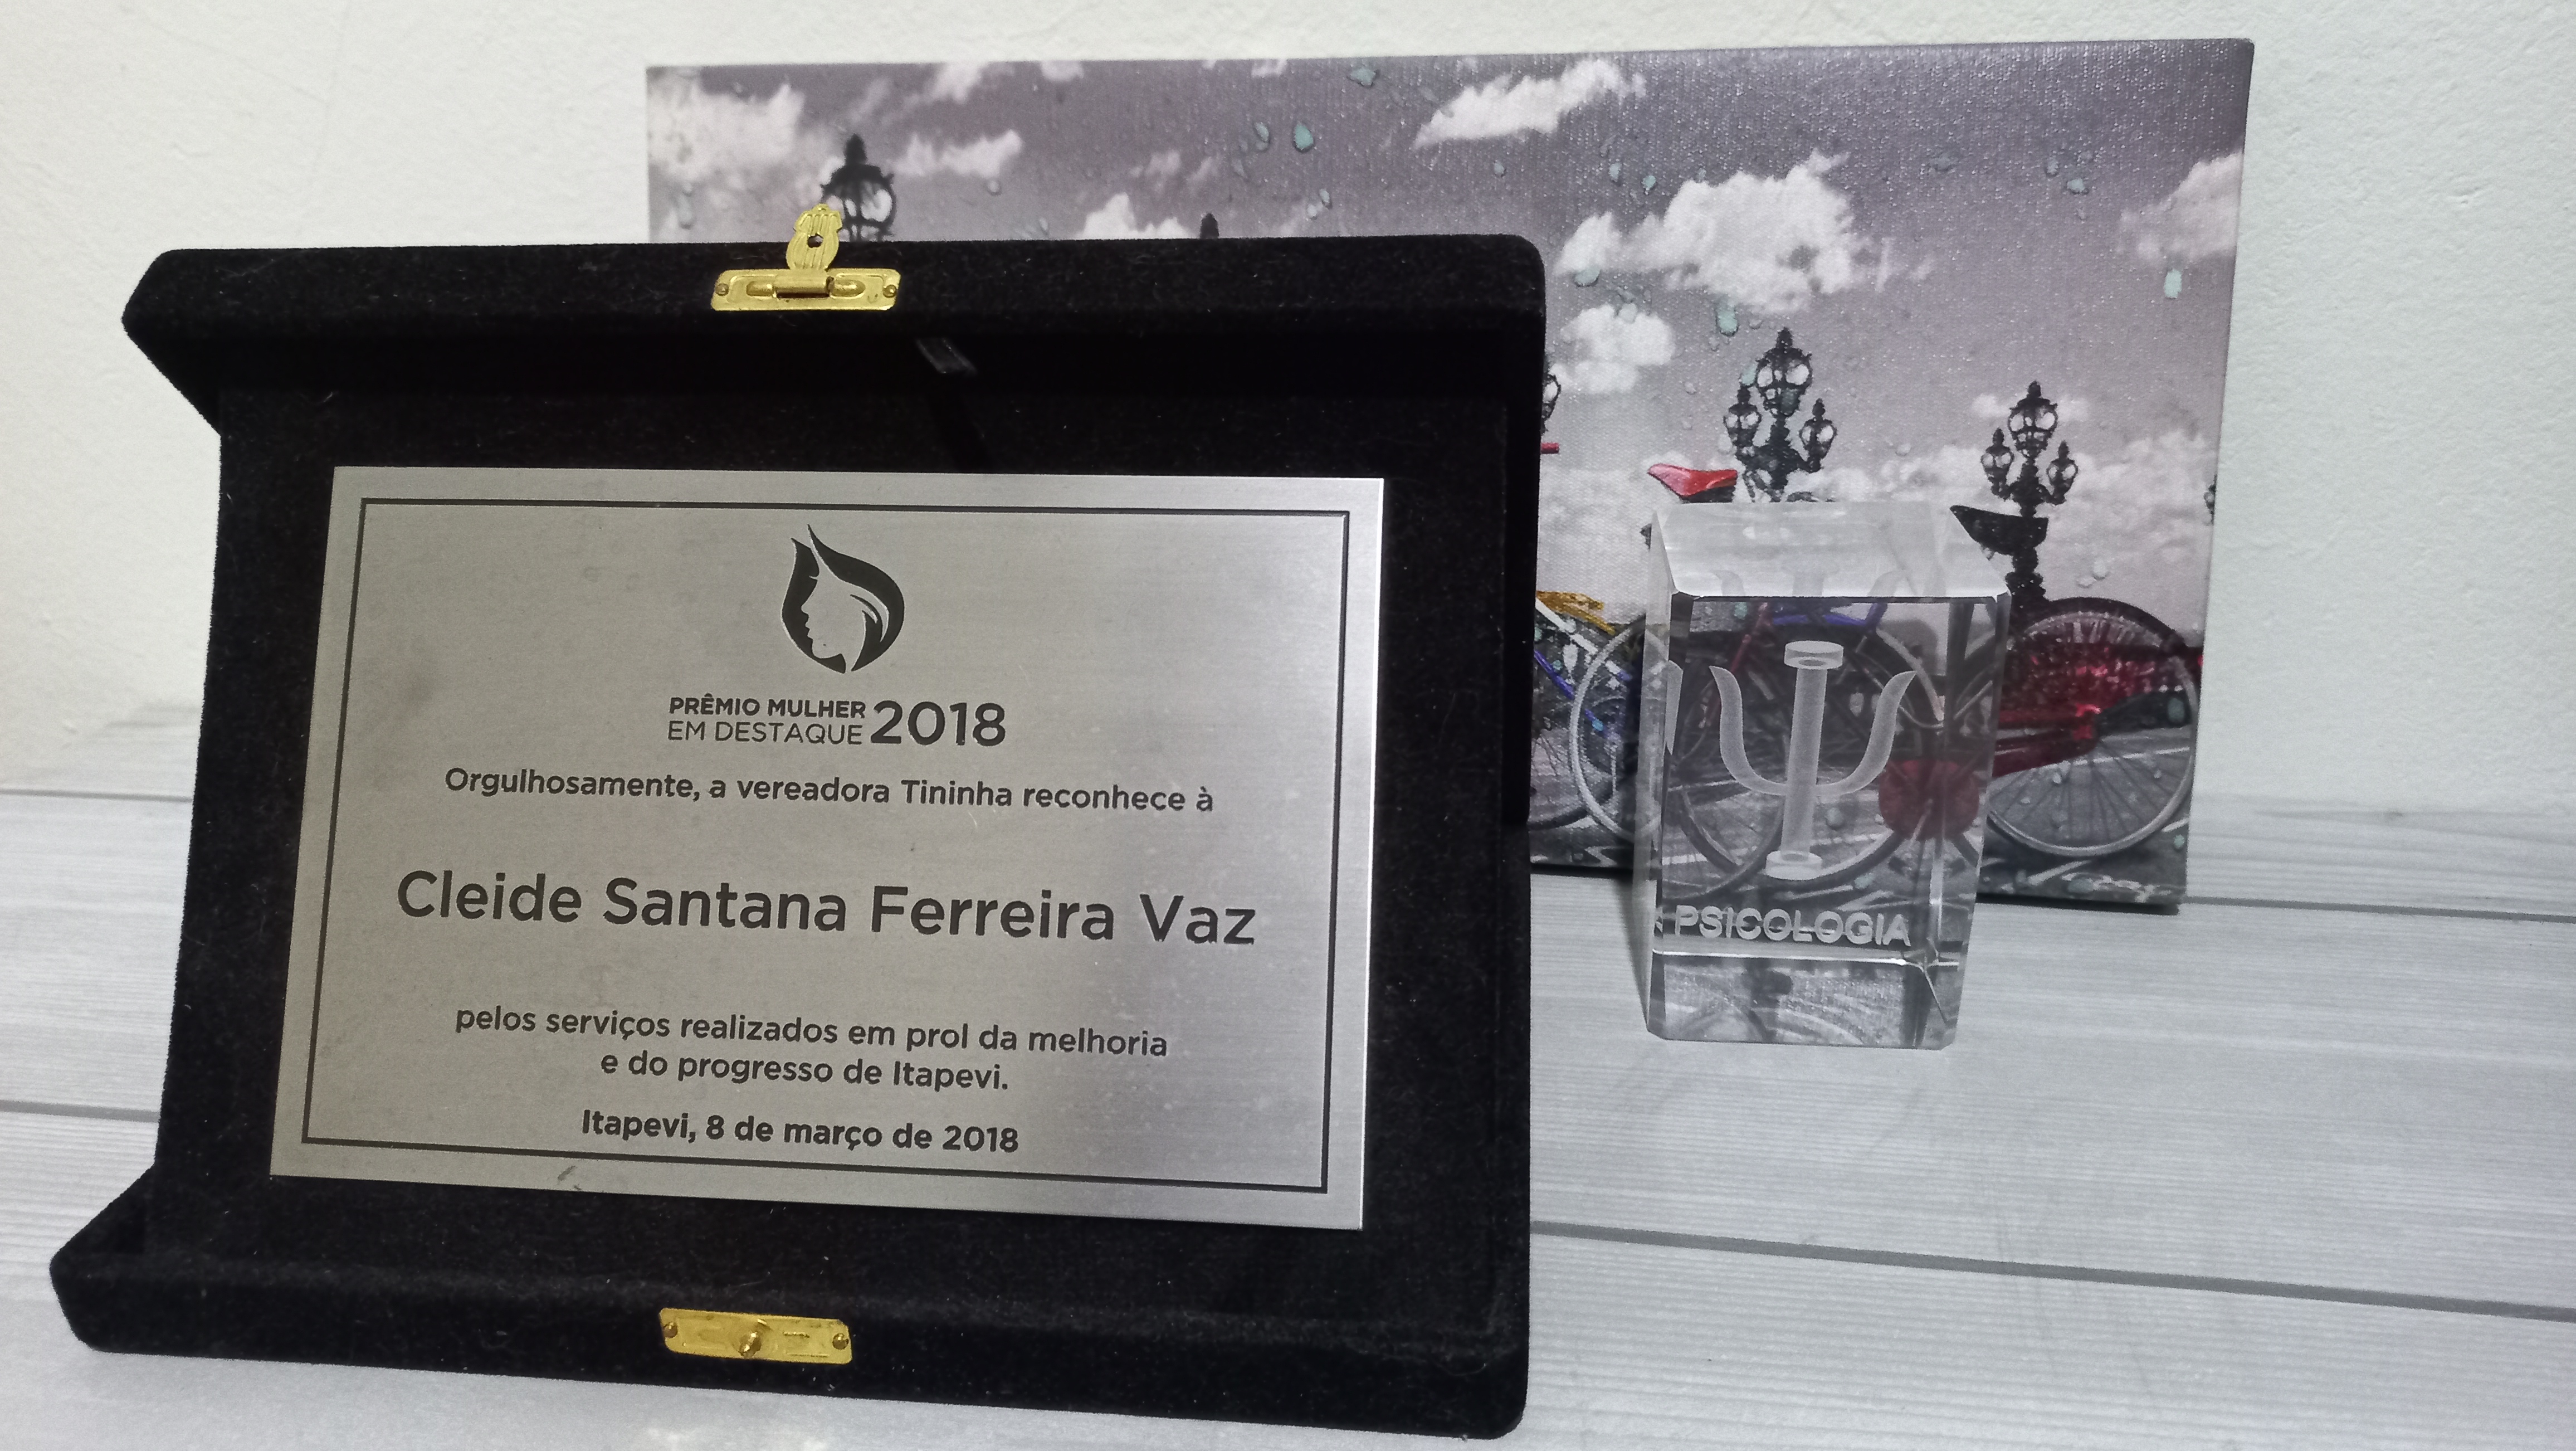 PRÊMIO MULHER
EM DESTAQUE 2018
Orgulhosamente, a vereadora Tininha reconhece à
Cleide Santana Ferreira Vaz
pelos serviços realizados em prol da melhoria
e do progresso de Itapevi.
Itapevi, 8 de março de 2018
Ψ
PSICOLOGIA